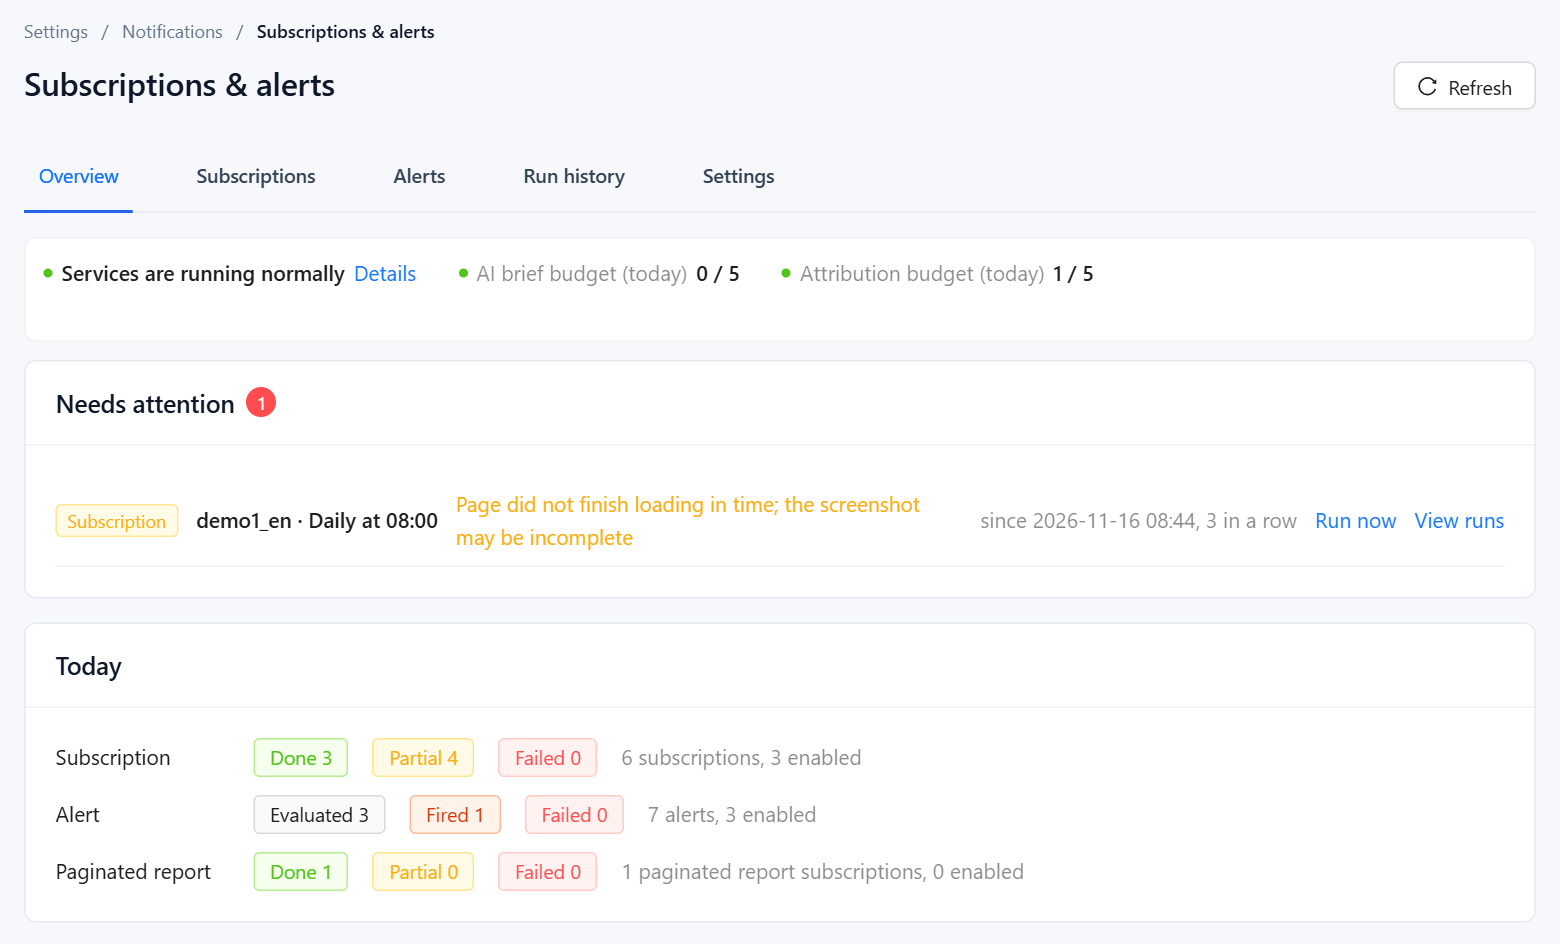 Settings / Notifications / Subscriptions & alerts
Subscriptions & alerts
Refresh
Overview Subscriptions Alerts Run history Settings
Services are running normally Details AI brief budget (today) 0 / 5 Attribution budget (today) 1 / 5
Needs attention 1
Subscription demo1_en · Daily at 08:00 Page did not finish loading in time; the screenshot
may be incomplete
since 2026-11-16 08:44, 3 in a row Run now View runs
Today
Subscription Done 3 Partial 4 Failed 0 6 subscriptions, 3 enabled
Alert Evaluated 3 Fired 1 Failed 0 7 alerts, 3 enabled
Paginated report Done 1 Partial 0 Failed 0 1 paginated report subscriptions, 0 enabled